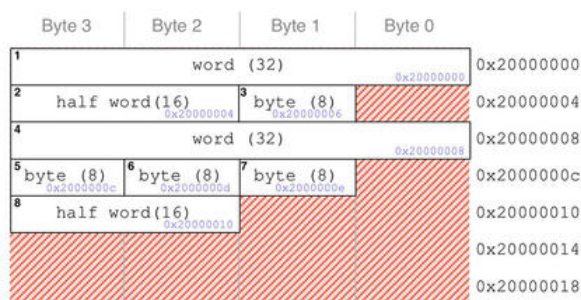 Byte 3 Byte 2 Byte 1 Byte 0
1 word (32) 0x20000000 0x20000000
2 half word(16) 0x20000004 3 byte (8) 0x20000006 0x20000004
4 word (32) 0x20000008 0x20000008
5 byte (8) 0x2000000c 6 byte (8) 0x2000000d 7 byte (8) 0x2000000e 0x2000000c
8 half word(16) 0x20000010 0x20000010
0x20000014
0x20000018